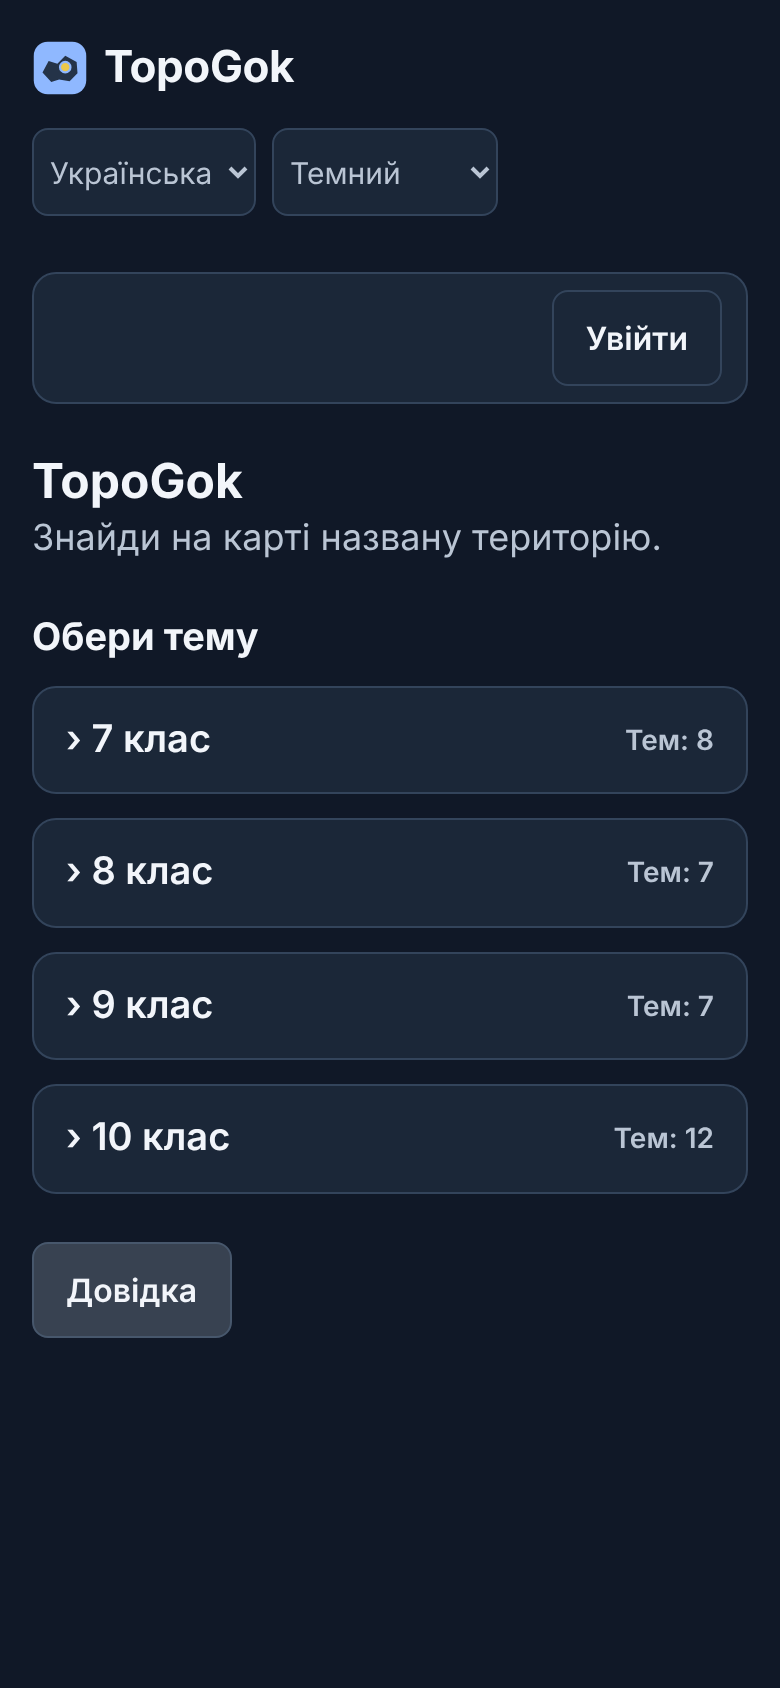 TopoGok
Українська
Темний
Увійти
TopoGok
Знайди на карті названу територію.
Обери тему
› 7 клас
Тем: 8
› 8 клас
Тем: 7
› 9 клас
Тем: 7
› 10 клас
Тем: 12
Довідка